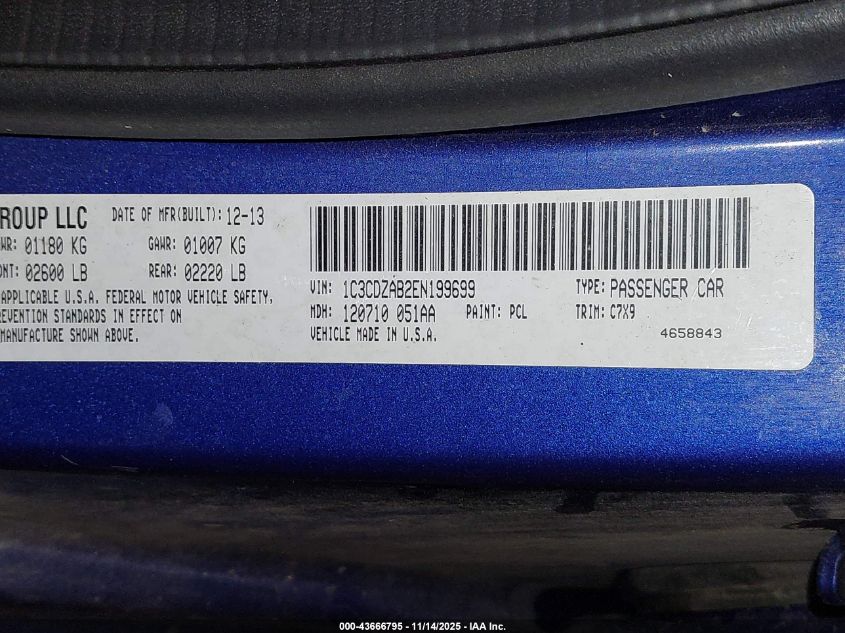 GROUP LLC DATE OF MFR(BUILT): 12-13
WR: 01180 KG GAWR: 01007 KG
ONT: 02600 LB REAR: 02220 LB
APPLICABLE U.S.A. FEDERAL MOTOR VEHICLE SAFETY,
REVENTION STANDARDS IN EFFECT ON
MANUFACTURE SHOWN ABOVE.
VIN: 1C3CDZAB2EN199699 TYPE: PASSENGER CAR
MDH: 120710 051AA PAINT: PCL TRIM: C7X9
VEHICLE MADE IN U.S.A. 4658843
000-43666795 - 11/14/2025 - IAA Inc.